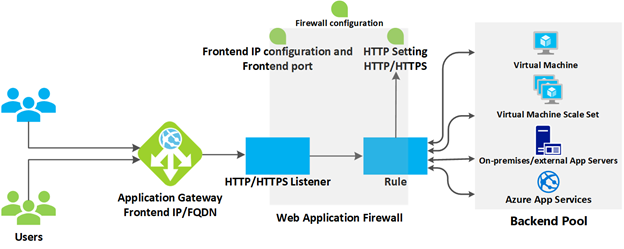 Firewall configuration
Frontend IP configuration and
Frontend port
HTTP Setting
HTTP/HTTPS
Virtual Machine
Virtual Machine Scale Set
On-premises/external App Servers
Azure App Services
Backend Pool
HTTP/HTTPS Listener
Rule
Web Application Firewall
Application Gateway
Frontend IP/FQDN
Users